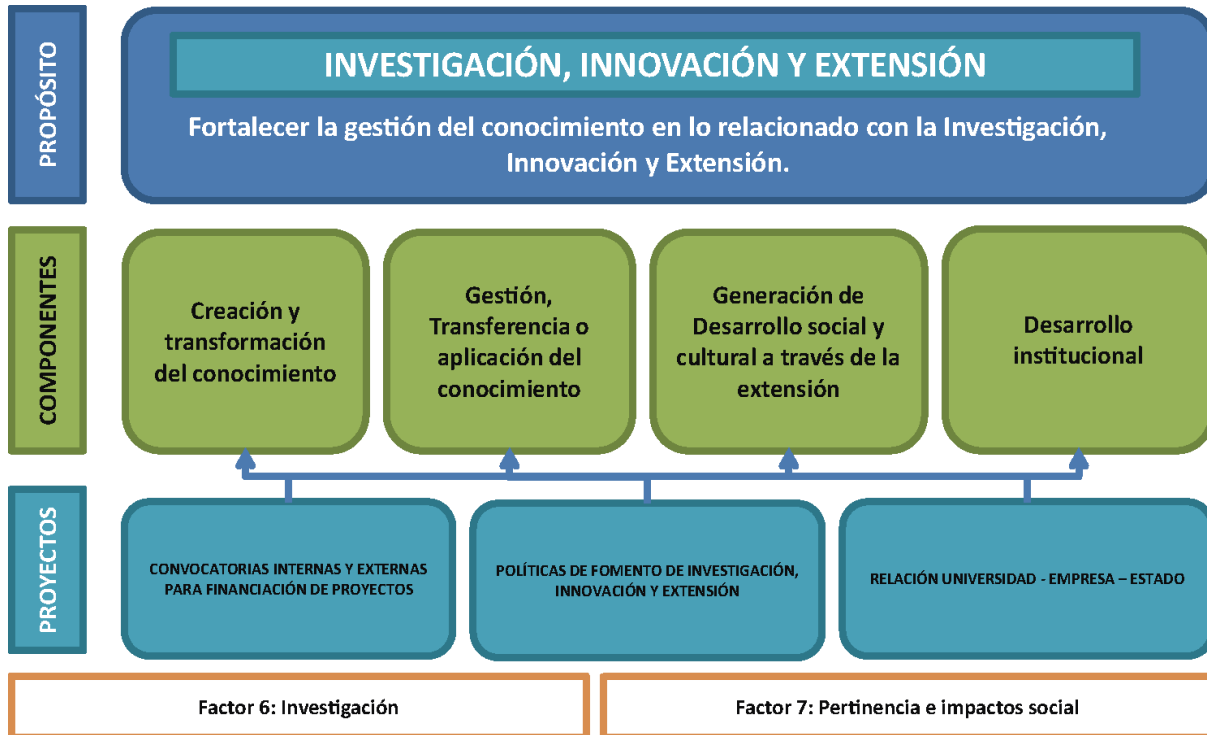 PROPÓSITO
INVESTIGACIÓN, INNOVACIÓN Y EXTENSIÓN
Fortalecer la gestión del conocimiento en lo relacionado con la Investigación,
Innovación y Extensión.
COMPONENTES
Creación y
transformación
del conocimiento
Gestión,
Transferencia o
aplicación del
conocimiento
Generación de
Desarrollo social y
cultural a través de la
extensión
Desarrollo
institucional
PROYECTOS
CONVOCATORIAS INTERNAS Y EXTERNAS
PARA FINANCIACIÓN DE PROYECTOS
POLÍTICAS DE FOMENTO DE INVESTIGACIÓN,
INNOVACIÓN Y EXTENSIÓN
RELACIÓN UNIVERSIDAD - EMPRESA – ESTADO
Factor 6: Investigación
Factor 7: Pertinencia e impactos social